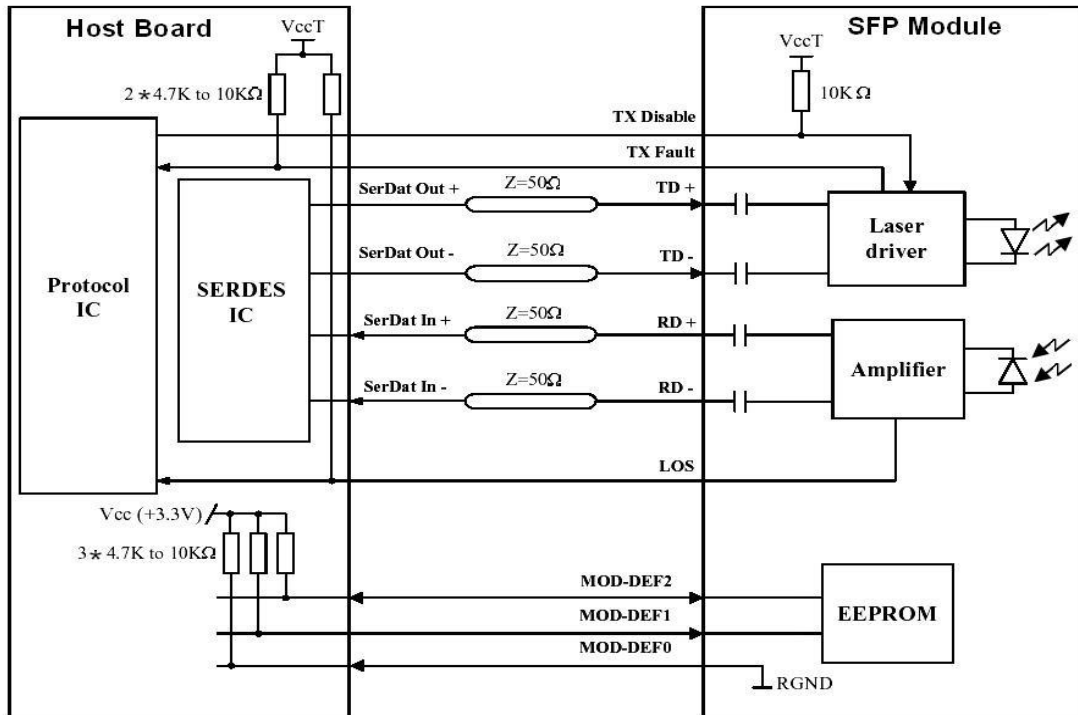 Host Board
SFP Module
VccT
VccT
2*4.7K to 10KΩ
10KΩ
TX Disable
TX Fault
SerDat Out +
Z=50Ω
TD +
Laser
driver
SerDat Out -
Z=50Ω
TD -
Protocol
IC
SERDES
IC
SerDat In +
Z=50Ω
RD +
Amplifier
SerDat In -
Z=50Ω
RD -
LOS
Vcc (+3.3V)
3*4.7K to 10KΩ
MOD-DEF2
EEPROM
MOD-DEF1
MOD-DEF0
RGND